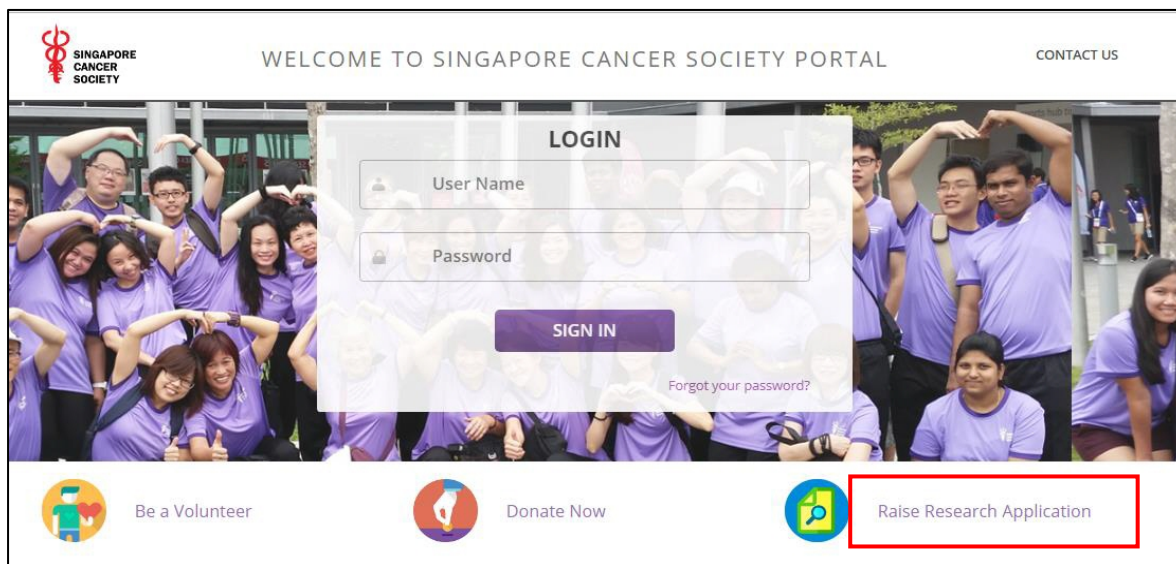 SINGAPORE
CANCER
SOCIETY
WELCOME TO SINGAPORE CANCER SOCIETY PORTAL
CONTACT US
LOGIN
User Name
Password
SIGN IN
Forgot your password?
Be a Volunteer
Donate Now
Raise Research Application